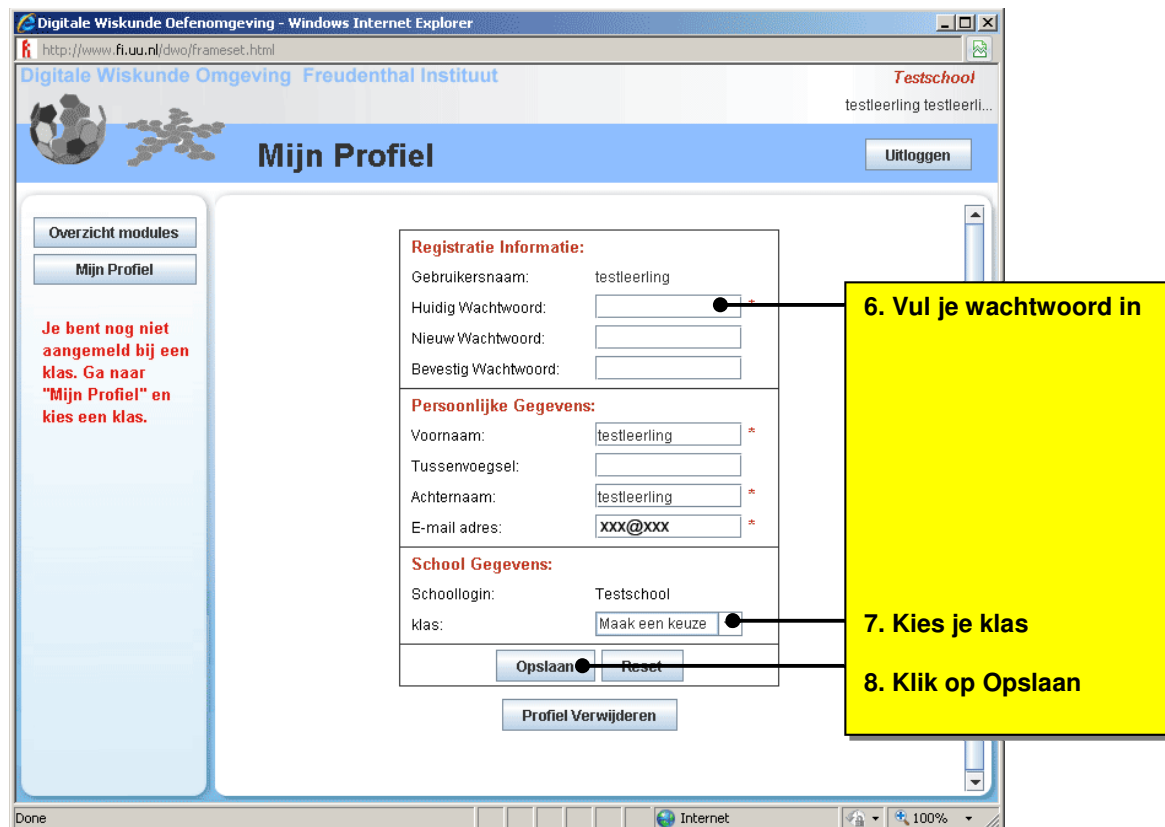 Digitale Wiskunde Oefenomgeving - Windows Internet Explorer
http://www.fi.uu.nl/dwo/frameset.html
Digitale Wiskunde Omgeving Freudenthal Instituut
Testschool
testleerling testleerli...
Mijn Profiel
Uitloggen
Overzicht modules
Mijn Profiel
Je bent nog niet
aangemeld bij een
klas. Ga naar
"Mijn Profiel" en
kies een klas.
Registratie Informatie:
Gebruikersnaam: testleerling
Huidig Wachtwoord: *
Nieuw Wachtwoord:
Bevestig Wachtwoord:
Persoonlijke Gegevens:
Voornaam: testleerling *
Tussenvoegsel:
Achternaam: testleerling *
E-mail adres: xxx@xxx *
School Gegevens:
Schoollogin: Testschool
klas: Maak een keuze
Opslaan Reset
Profiel Verwijderen
6. Vul je wachtwoord in
7. Kies je klas
8. Klik op Opslaan
Done Internet 100%